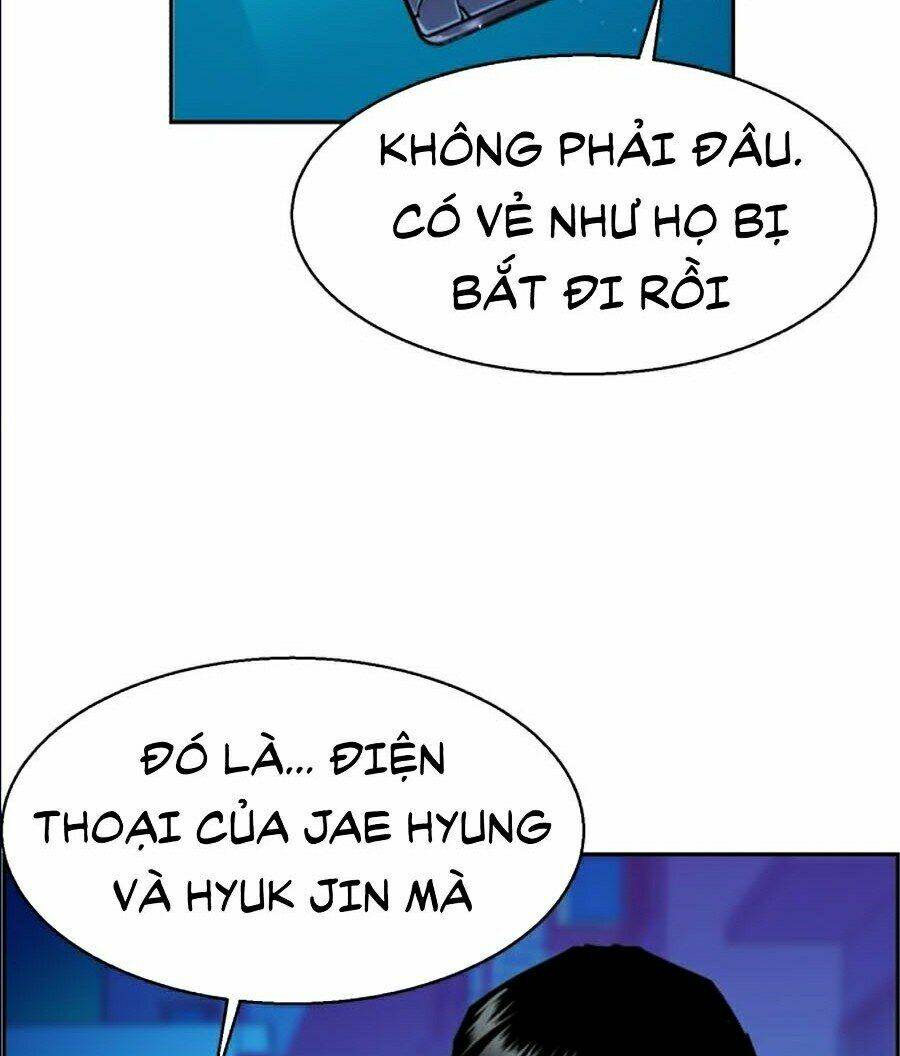 KHÔNG PHẢI ĐÂU.
CÓ VẺ NHƯ HỌ BỊ
BẮT ĐI RỒI
ĐÓ LÀ... ĐIỆN
THOẠI CỦA JAE HYUNG
VÀ HYUK JIN MÀ